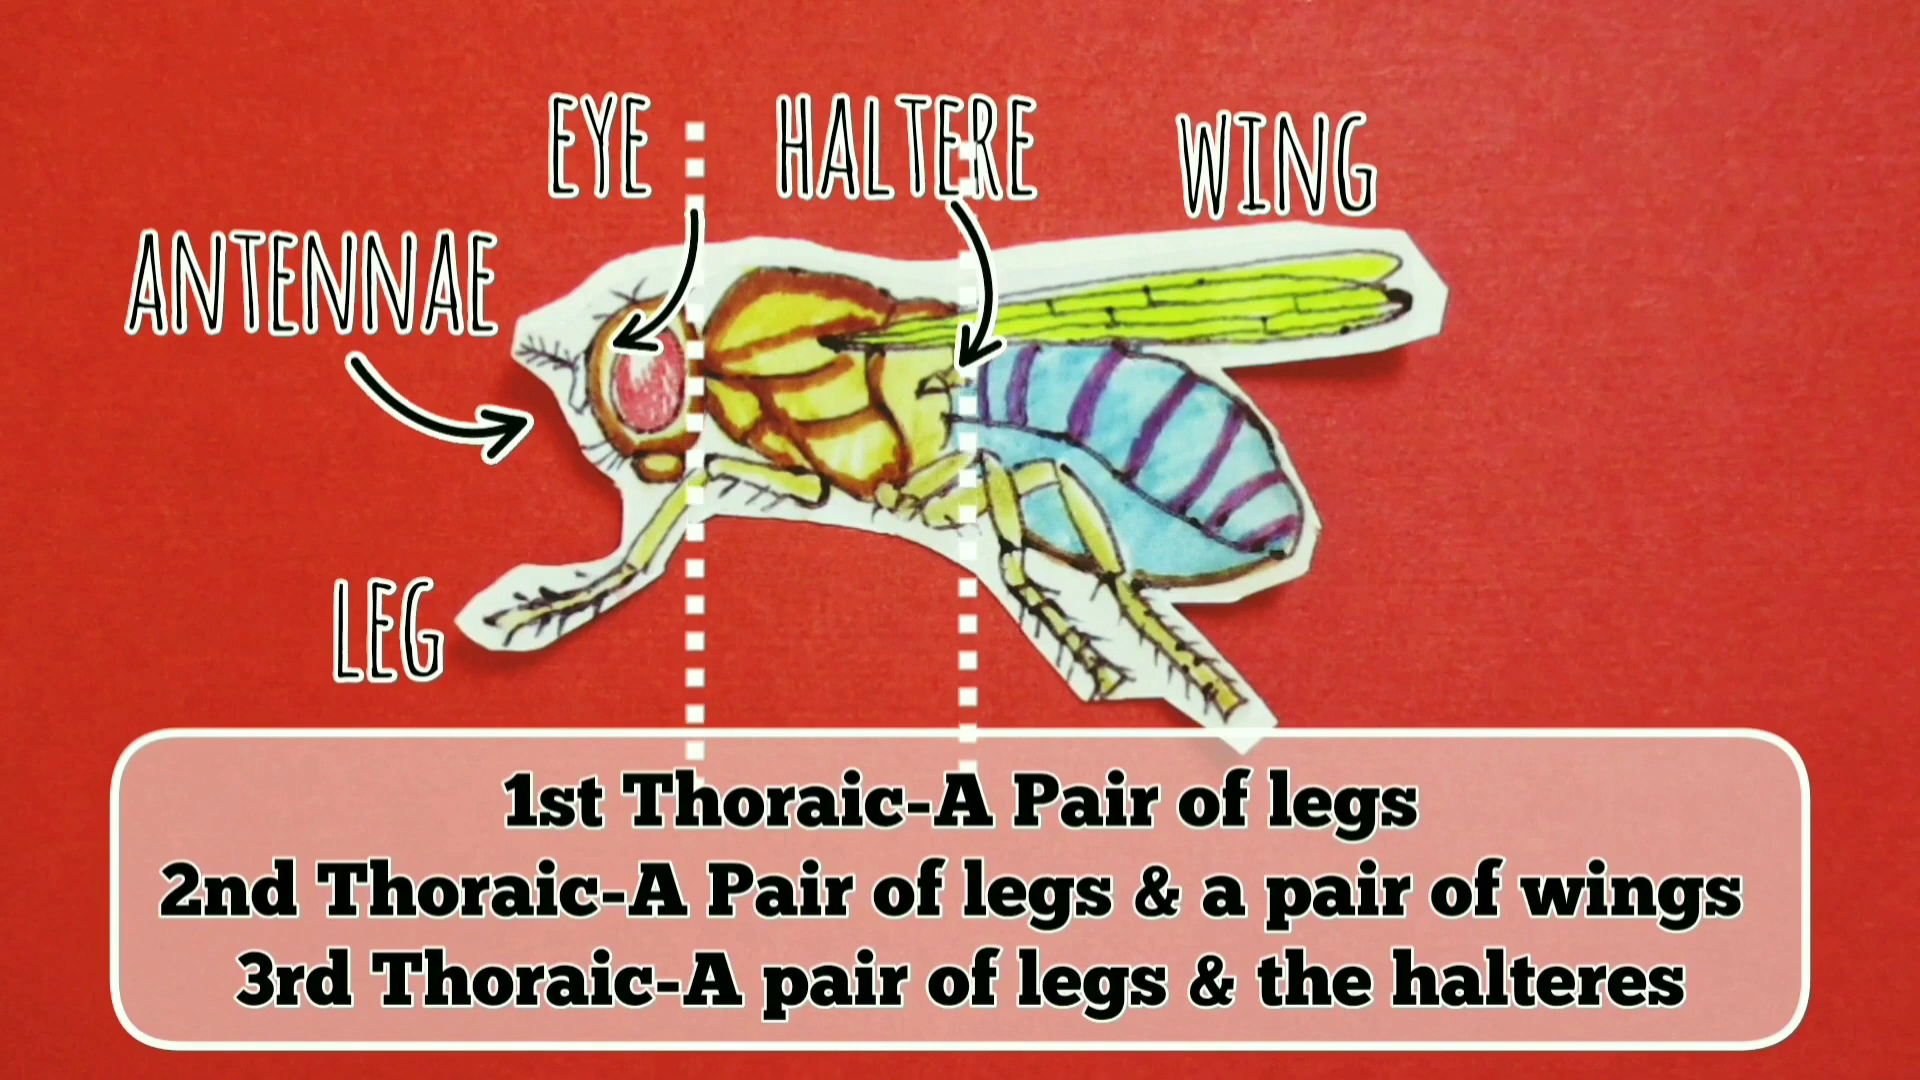 EYE
HALTERE
WING
ANTENNAE
LEG
1st Thoraic-A Pair of legs
2nd Thoraic-A Pair of legs & a pair of wings
3rd Thoraic-A pair of legs & the halteres